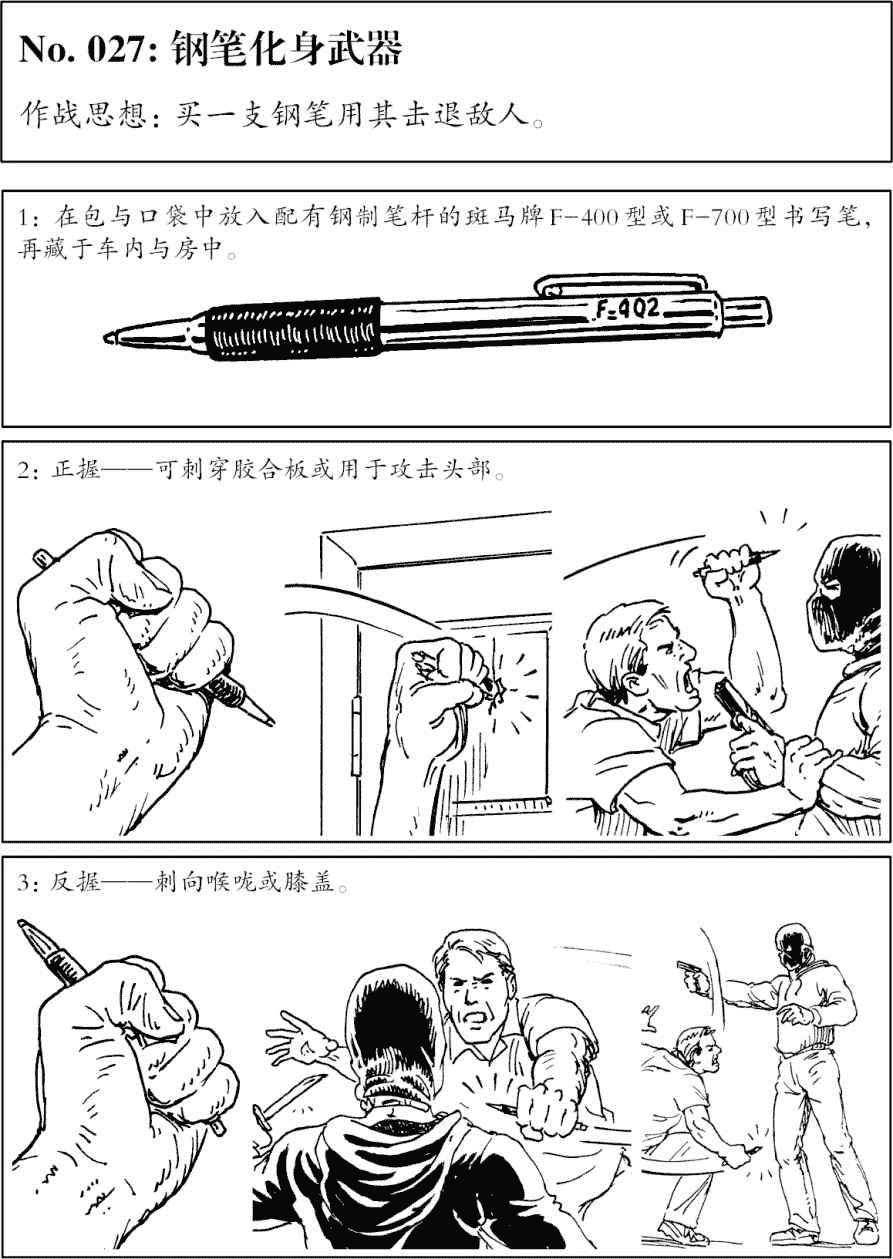 No. 027: 钢笔化身武器
作战思想: 买一支钢笔用其击退敌人。
1: 在包与口袋中放入配有钢制笔杆的斑马牌F-400型或F-700型书写笔,
再藏于车内与房中。
F-402
2: 正握——可刺穿胶合板或用于攻击头部。
3: 反握——刺向喉咙或膝盖。